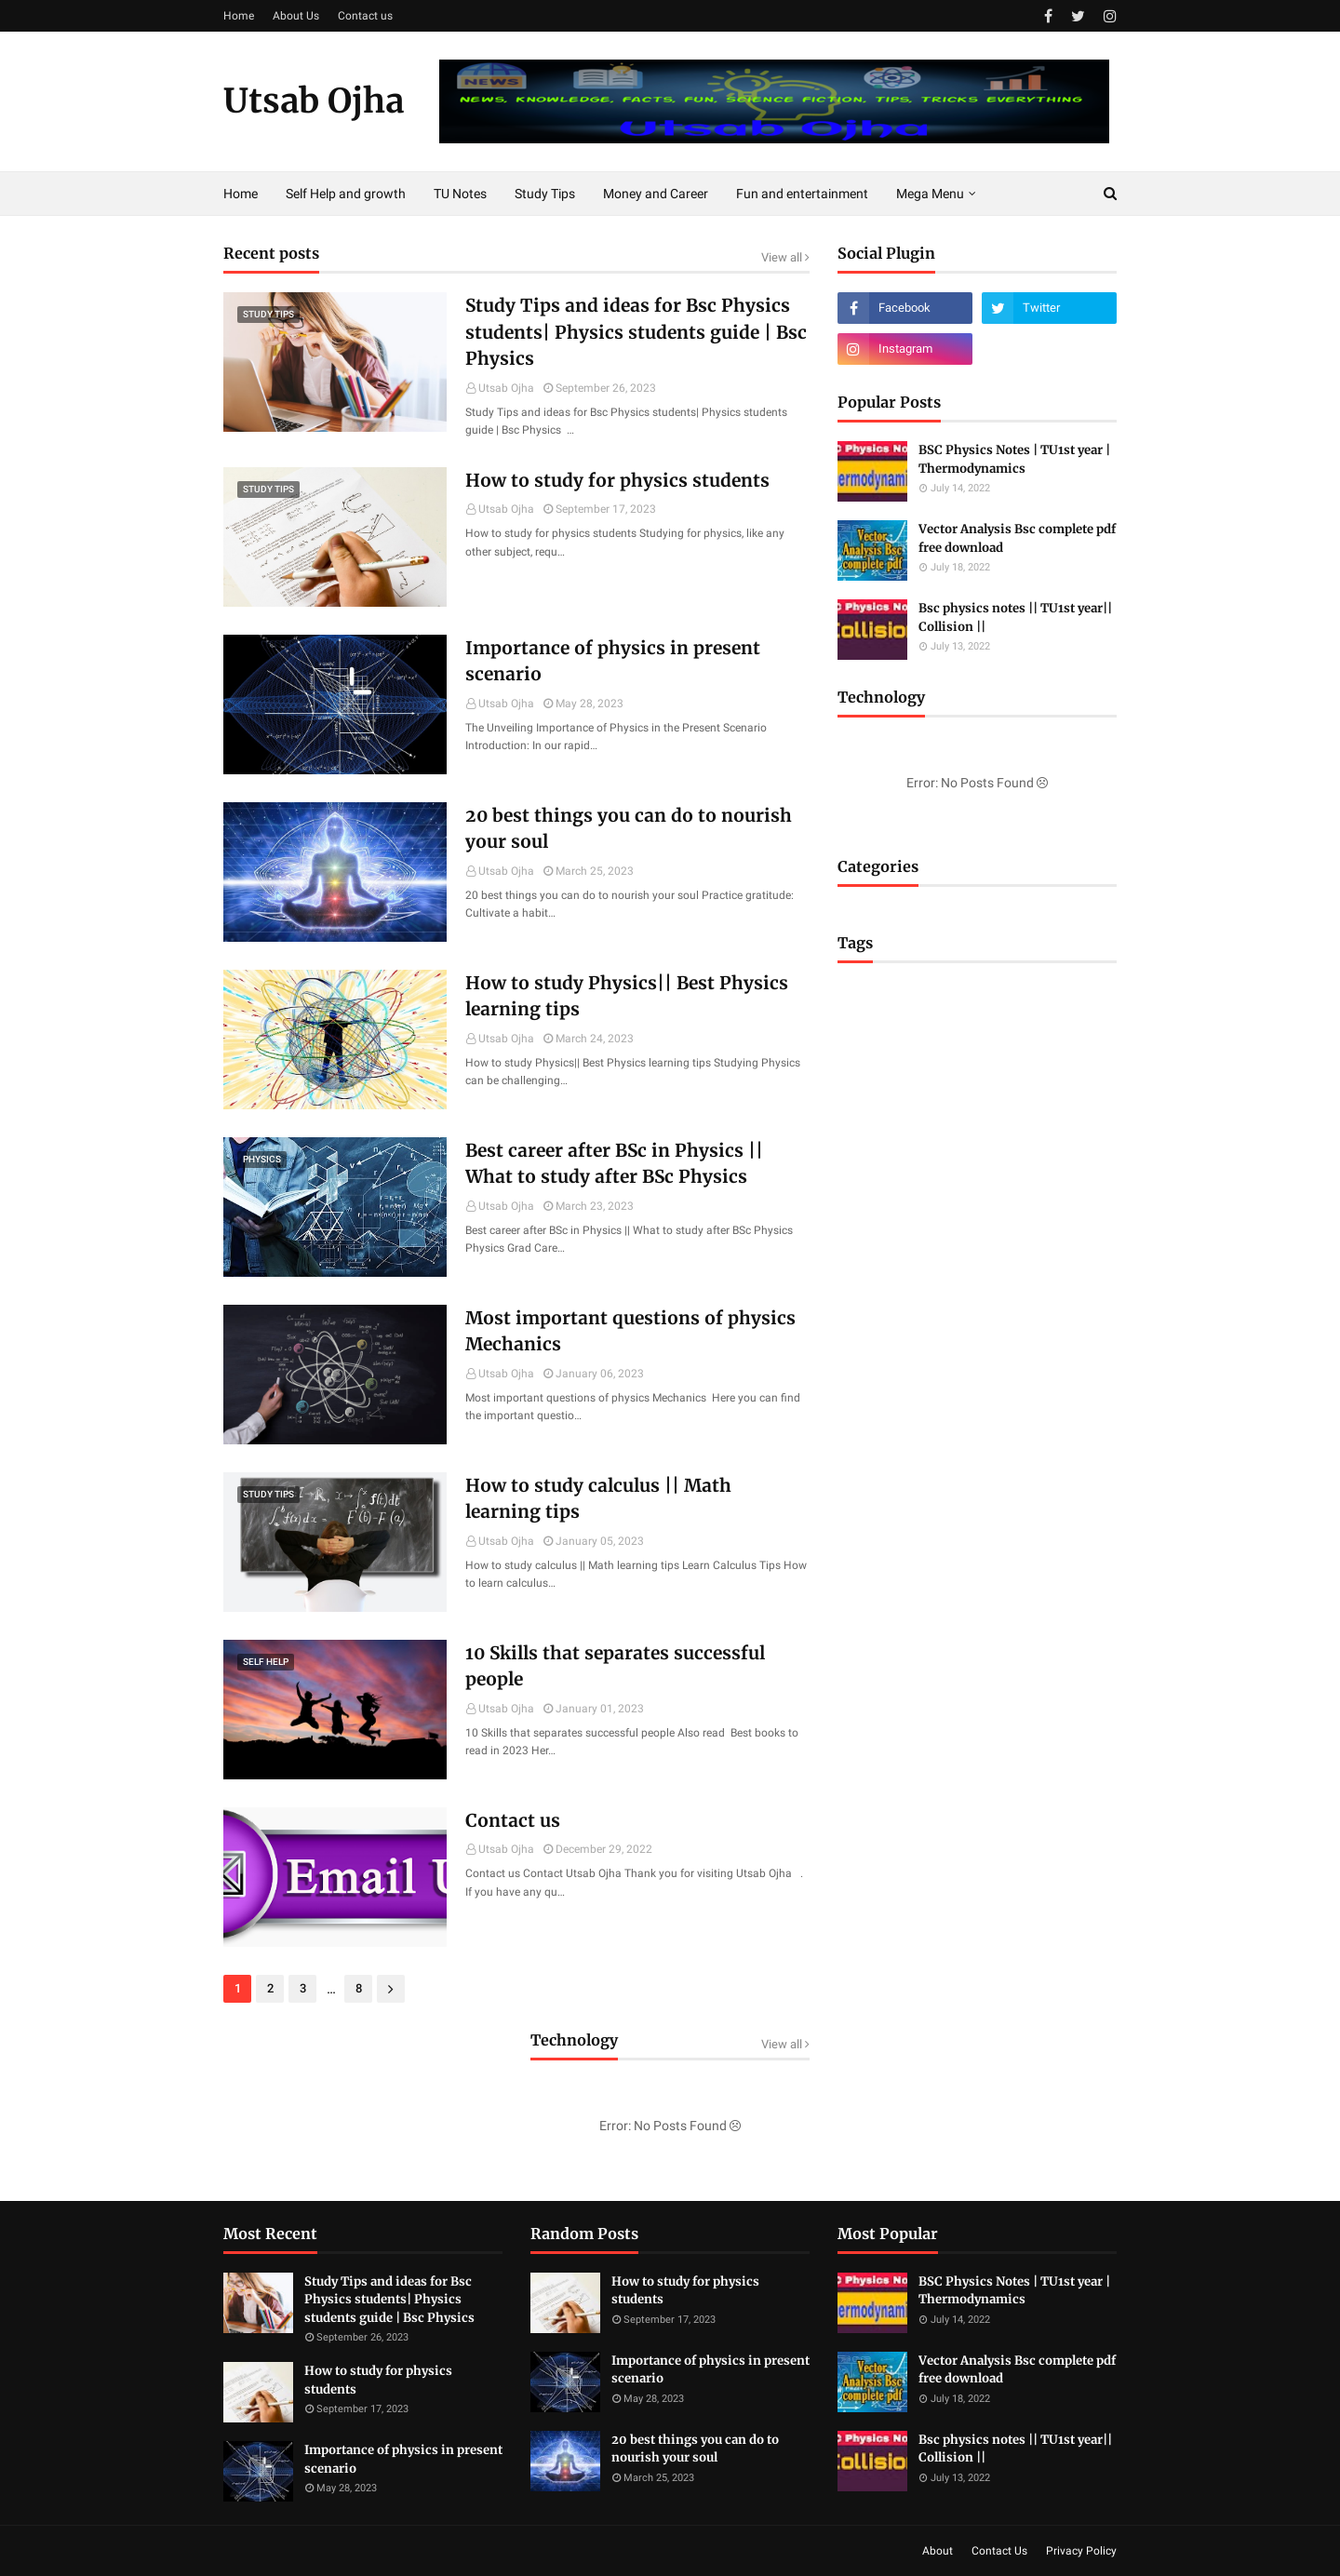 Home About Us Contact us
Utsab Ojha
NEWS
NEWS, KNOWLEDGE, FACTS, FUN, SCIENCE FICTION, TIPS, TRICKS EVERYTHING
Utsab Ojha
Home Self Help and growth TU Notes Study Tips Money and Career Fun and entertainment Mega Menu
Recent posts
View all
STUDY TIPS
Study Tips and ideas for Bsc Physics
students| Physics students guide | Bsc
Physics
Utsab Ojha September 26, 2023
Study Tips and ideas for Bsc Physics students| Physics students
guide | Bsc Physics …
STUDY TIPS
How to study for physics students
Utsab Ojha September 17, 2023
How to study for physics students Studying for physics, like any
other subject, requ…
Importance of physics in present
scenario
Utsab Ojha May 28, 2023
The Unveiling Importance of Physics in the Present Scenario
Introduction: In our rapid…
20 best things you can do to nourish
your soul
Utsab Ojha March 25, 2023
20 best things you can do to nourish your soul Practice gratitude:
Cultivate a habit…
How to study Physics|| Best Physics
learning tips
Utsab Ojha March 24, 2023
How to study Physics|| Best Physics learning tips Studying Physics
can be challenging…
PHYSICS
Best career after BSc in Physics ||
What to study after BSc Physics
Utsab Ojha March 23, 2023
Best career after BSc in Physics || What to study after BSc Physics
Physics Grad Care…
Most important questions of physics
Mechanics
Utsab Ojha January 06, 2023
Most important questions of physics Mechanics Here you can find
the important questio…
STUDY TIPS
How to study calculus || Math
learning tips
Utsab Ojha January 05, 2023
How to study calculus || Math learning tips Learn Calculus Tips How
to learn calculus…
SELF HELP
10 Skills that separates successful
people
Utsab Ojha January 01, 2023
10 Skills that separates successful people Also read Best books to
read in 2023 Her…
Email U
Contact us
Utsab Ojha December 29, 2022
Contact us Contact Utsab Ojha Thank you for visiting Utsab Ojha .
If you have any qu…
1 2 3 ... 8
Technology
View all
Error: No Posts Found
Social Plugin
Facebook Twitter
Instagram
Popular Posts
BSC Physics Notes | TU1st year |
Thermodynamics
July 14, 2022
Vector
Analysis Bsc
complete pdf
Vector Analysis Bsc complete pdf
free download
July 18, 2022
Collision
Bsc physics notes || TU1st year||
Collision ||
July 13, 2022
Technology
Error: No Posts Found
Categories
Tags
Most Recent
Study Tips and ideas for Bsc
Physics students| Physics
students guide | Bsc Physics
September 26, 2023
How to study for physics
students
September 17, 2023
Importance of physics in present
scenario
May 28, 2023
Random Posts
How to study for physics
students
September 17, 2023
Importance of physics in present
scenario
May 28, 2023
20 best things you can do to
nourish your soul
March 25, 2023
Most Popular
BSC Physics Notes | TU1st year |
Thermodynamics
July 14, 2022
Vector
Analysis Bsc
complete pdf
Vector Analysis Bsc complete pdf
free download
July 18, 2022
Collision
Bsc physics notes || TU1st year||
Collision ||
July 13, 2022
About Contact Us Privacy Policy